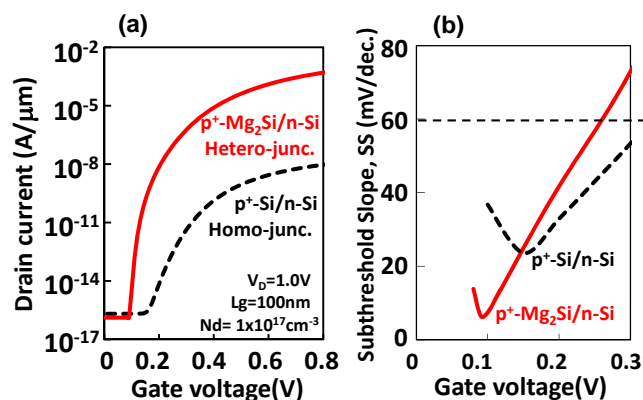 (a)
Drain current (A/μm)
10⁻²
10⁻⁵
10⁻⁸
10⁻¹¹
10⁻¹⁴
10⁻¹⁷
p⁺-Mg₂Si/n-Si
Hetero-junc.
p⁺-Si/n-Si
Homo-junc.
V_D=1.0V
Lg=100nm
Nd= 1x10¹⁷cm⁻³
0 0.2 0.4 0.6 0.8
Gate voltage(V)
(b)
Subthreshold Slope, SS (mV/dec.)
80
60
40
20
0
p⁺-Si/n-Si
p⁺-Mg₂Si/n-Si
0 0.1 0.2 0.3
Gate voltage(V)